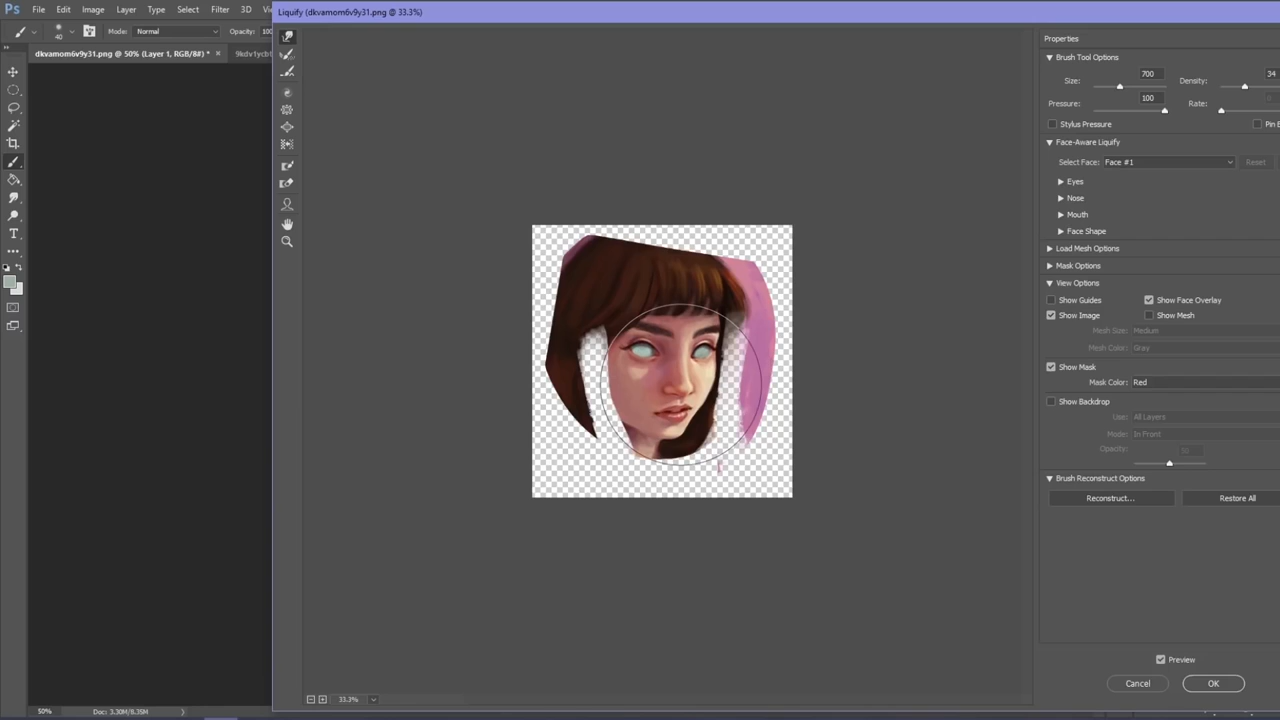 Ps File Edit Image Layer Type Select Filter 3D
Liquify (dkvamom6v9y31.png @ 33.3%)
40 Mode: Normal Opacity:
dkvamom6v9y31.png @ 50% (Layer 1, RGB/8#) * ×
Properties
Brush Tool Options
Size: 700 Density: 34
Pressure: 100 Rate:
Stylus Pressure Pin
Face-Aware Liquify
Select Face: Face #1 Reset
Eyes
Nose
Mouth
Face Shape
Load Mesh Options
Mask Options
View Options
Show Guides Show Face Overlay
Show Image Show Mesh
Mesh Size: Medium
Mesh Color: Gray
Show Mask
Mask Color: Red
Show Backdrop
Use: All Layers
Mode: In Front
Opacity: 50
Brush Reconstruct Options
Reconstruct... Restore All
Preview
Cancel OK
33.3%
50% Doc: 3.30M/6.35M